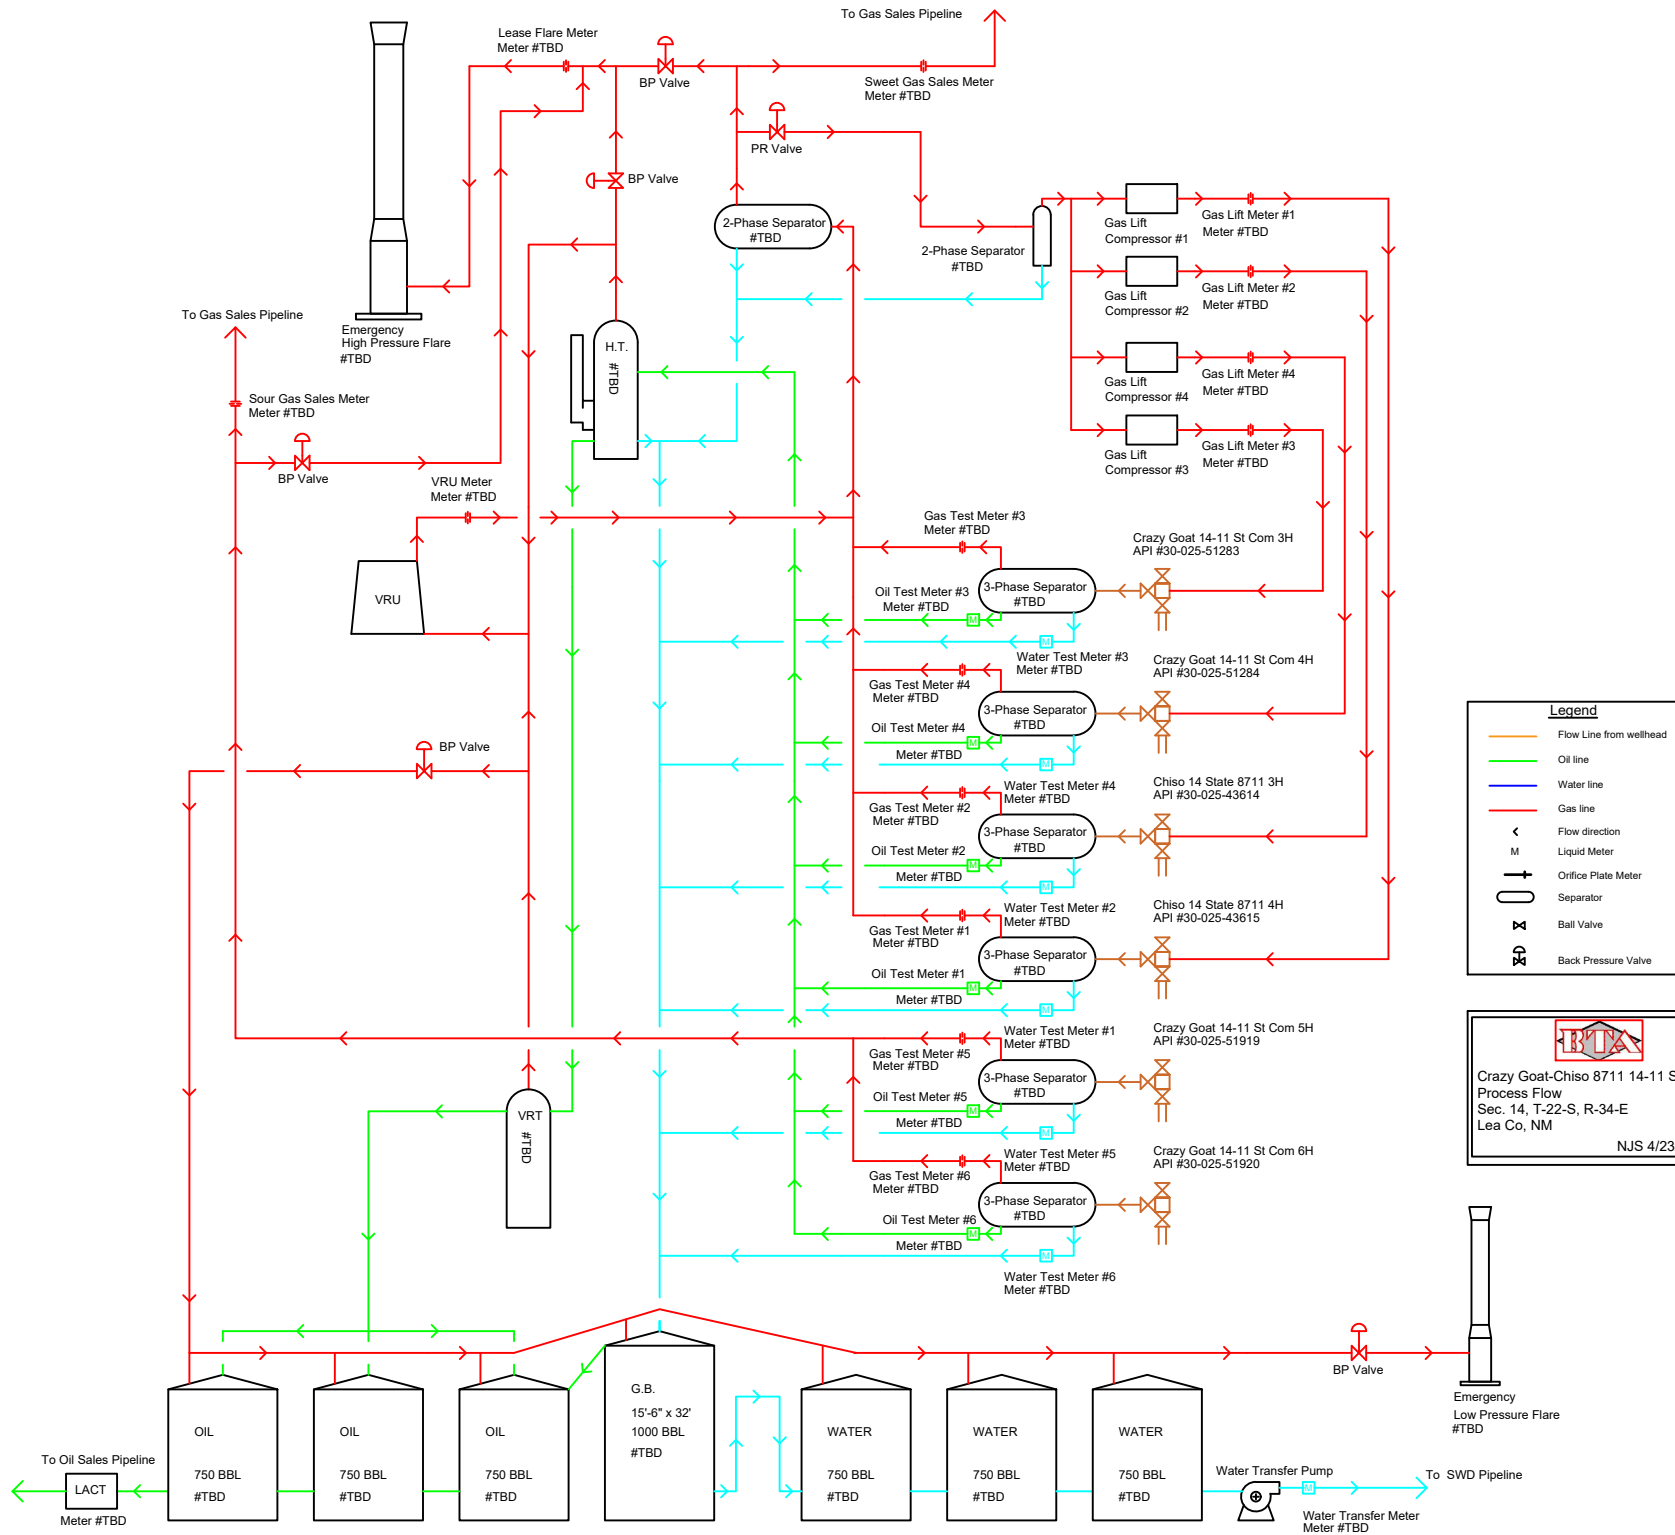 To Gas Sales Pipeline
Lease Flare Meter
Meter #TBD
BP Valve
Sweet Gas Sales Meter
Meter #TBD
PR Valve
BP Valve
2-Phase Separator
#TBD
2-Phase Separator
#TBD
Gas Lift
Compressor #1
Gas Lift Meter #1
Meter #TBD
Gas Lift
Compressor #2
Gas Lift Meter #2
Meter #TBD
Gas Lift
Compressor #4
Gas Lift Meter #4
Meter #TBD
Gas Lift
Compressor #3
Gas Lift Meter #3
Meter #TBD
To Gas Sales Pipeline
Emergency
High Pressure Flare
#TBD
H.T.
#TBD
Sour Gas Sales Meter
Meter #TBD
BP Valve
VRU Meter
Meter #TBD
VRU
BP Valve
Gas Test Meter #3
Meter #TBD
Crazy Goat 14-11 St Com 3H
API #30-025-51283
Oil Test Meter #3
Meter #TBD
3-Phase Separator
#TBD
M
M
Water Test Meter #3
Meter #TBD
Crazy Goat 14-11 St Com 4H
API #30-025-51284
Gas Test Meter #4
Meter #TBD
3-Phase Separator
#TBD
Oil Test Meter #4
Meter #TBD
M
M
Water Test Meter #4
Meter #TBD
Chiso 14 State 8711 3H
API #30-025-43614
Gas Test Meter #2
Meter #TBD
3-Phase Separator
#TBD
Oil Test Meter #2
Meter #TBD
M
M
Water Test Meter #2
Meter #TBD
Chiso 14 State 8711 4H
API #30-025-43615
Gas Test Meter #1
Meter #TBD
3-Phase Separator
#TBD
Oil Test Meter #1
Meter #TBD
M
M
Water Test Meter #1
Meter #TBD
Crazy Goat 14-11 St Com 5H
API #30-025-51919
Gas Test Meter #5
Meter #TBD
3-Phase Separator
#TBD
Oil Test Meter #5
Meter #TBD
M
M
Water Test Meter #5
Meter #TBD
Crazy Goat 14-11 St Com 6H
API #30-025-51920
Gas Test Meter #6
Meter #TBD
3-Phase Separator
#TBD
Oil Test Meter #6
Meter #TBD
M
M
Water Test Meter #6
Meter #TBD
VRT
#TBD
Legend
Flow Line from wellhead
Oil line
Water line
Gas line
Flow direction
M
Liquid Meter
Orifice Plate Meter
Separator
Ball Valve
Back Pressure Valve
BTA
Crazy Goat-Chiso 8711 14-11 S
Process Flow
Sec. 14, T-22-S, R-34-E
Lea Co, NM
NJS 4/23
BP Valve
Emergency
Low Pressure Flare
#TBD
OIL
750 BBL
#TBD
OIL
750 BBL
#TBD
OIL
750 BBL
#TBD
G.B.
15'-6" x 32'
1000 BBL
#TBD
WATER
750 BBL
#TBD
WATER
750 BBL
#TBD
WATER
750 BBL
#TBD
To Oil Sales Pipeline
LACT
Meter #TBD
Water Transfer Pump
M
To SWD Pipeline
Water Transfer Meter
Meter #TBD